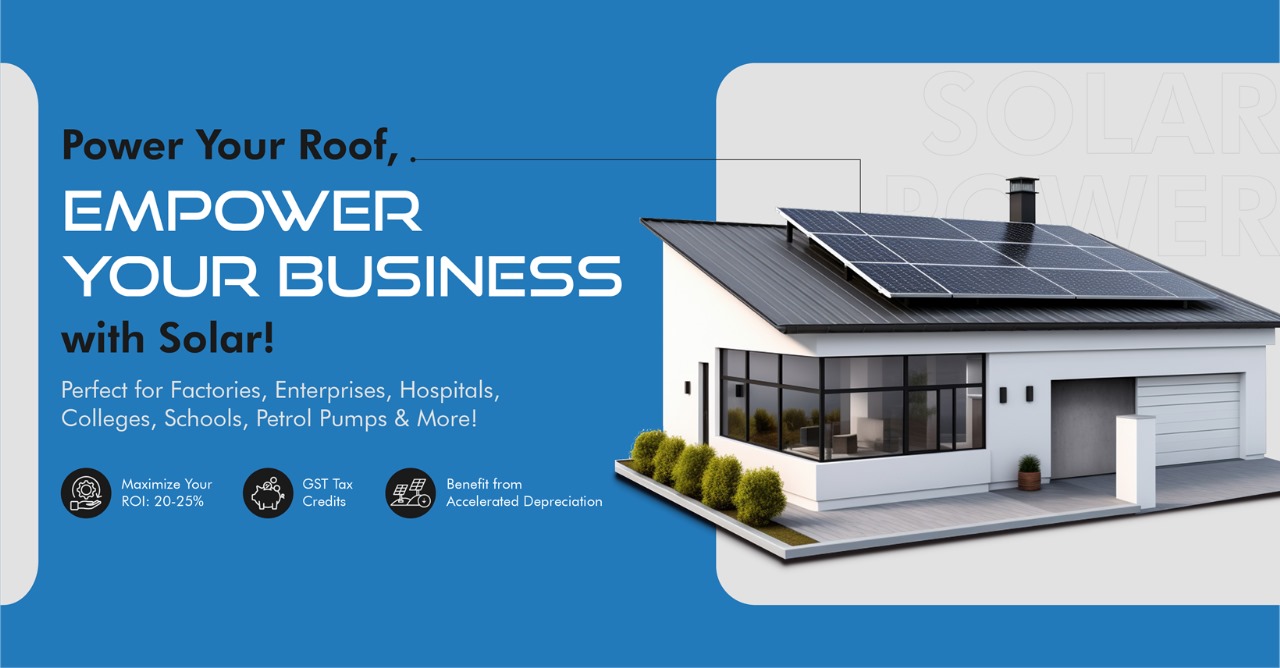 Power Your Roof,
EMPOWER
YOUR BUSINESS
with Solar!
Perfect for Factories, Enterprises, Hospitals,
Colleges, Schools, Petrol Pumps & More!
Maximize Your
ROI: 20-25%
GST Tax
Credits
Benefit from
Accelerated Depreciation
SOLAR
POWER